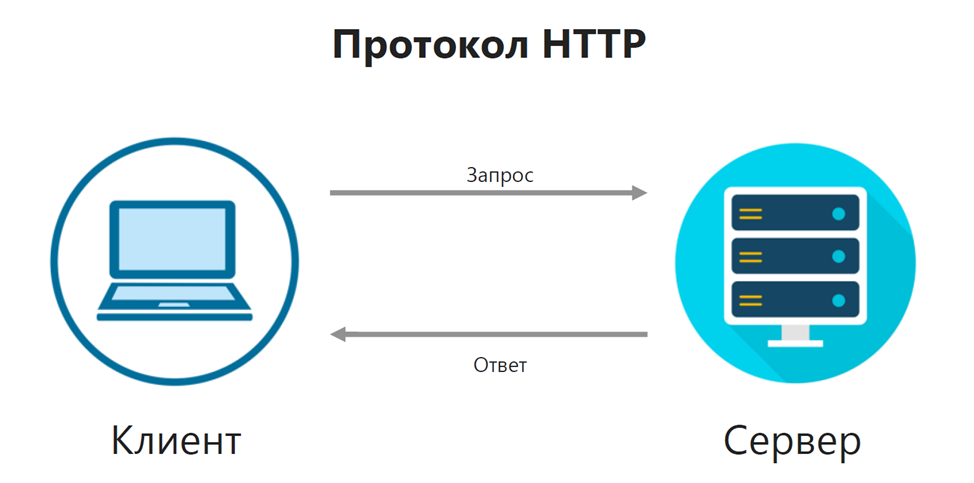 Протокол HTTP
Запрос
Ответ
Клиент
Сервер